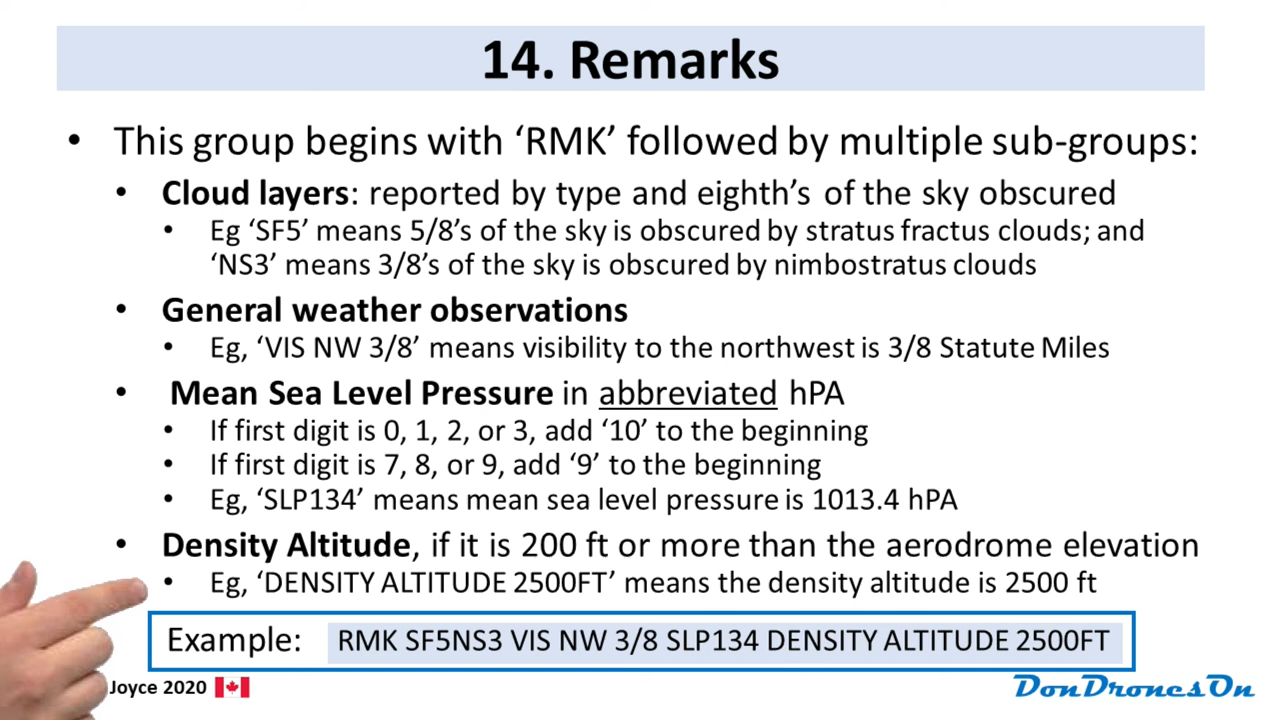 14. Remarks
• This group begins with ‘RMK’ followed by multiple sub-groups:
• Cloud layers: reported by type and eighth’s of the sky obscured
• Eg ‘SF5’ means 5/8’s of the sky is obscured by stratus fractus clouds; and
‘NS3’ means 3/8’s of the sky is obscured by nimbostratus clouds
• General weather observations
• Eg, ‘VIS NW 3/8’ means visibility to the northwest is 3/8 Statute Miles
• Mean Sea Level Pressure in abbreviated hPA
• If first digit is 0, 1, 2, or 3, add ‘10’ to the beginning
• If first digit is 7, 8, or 9, add ‘9’ to the beginning
• Eg, ‘SLP134’ means mean sea level pressure is 1013.4 hPA
• Density Altitude, if it is 200 ft or more than the aerodrome elevation
• Eg, ‘DENSITY ALTITUDE 2500FT’ means the density altitude is 2500 ft
Example: RMK SF5NS3 VIS NW 3/8 SLP134 DENSITY ALTITUDE 2500FT
Joyce 2020
DonDronesOn